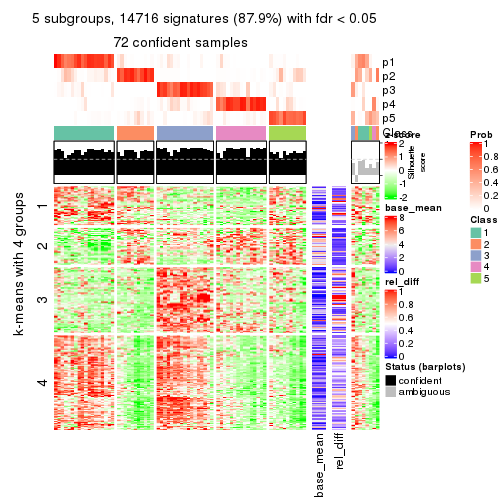 5 subgroups, 14716 signatures (87.9%) with fdr < 0.05
72 confident samples
p1
p2
p3
p4
p5
Class
z-score
2
1
0
-1
-2
Silhouette
score
Prob
1
0.8
0.6
0.4
0.2
0
base_mean
8
6
4
2
0
Class
1
2
3
4
5
rel_diff
1
0.8
0.6
0.4
0.2
0
Status (barplots)
confident
ambiguous
k-means with 4 groups
1
2
3
4
base_mean
rel_diff